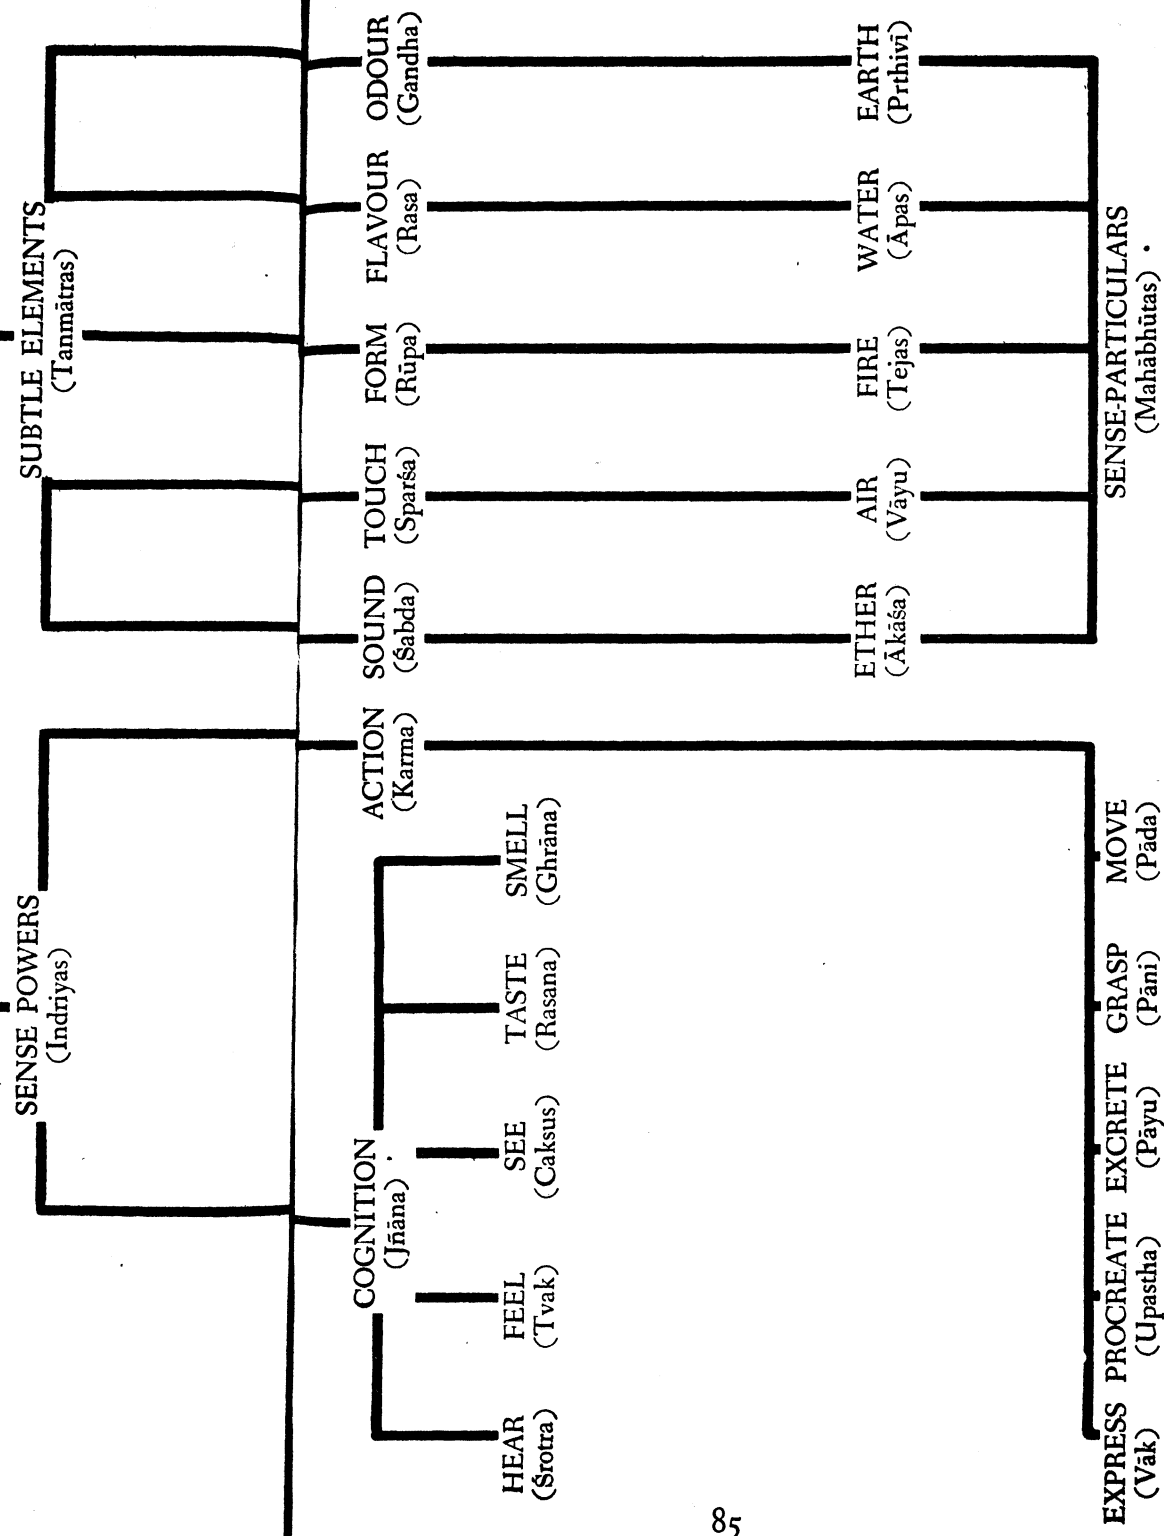 SENSE POWERS
(Indriyas)
SUBTLE ELEMENTS
(Tanmātras)
COGNITION
(Jñāna)
ACTION
(Karma)
SOUND
(Śabda)
TOUCH
(Sparśa)
FORM
(Rūpa)
FLAVOUR
(Rasa)
ODOUR
(Gandha)
HEAR
(Śrotra)
FEEL
(Tvak)
SEE
(Caksus)
TASTE
(Rasana)
SMELL
(Ghrāna)
ETHER
(Ākāśa)
AIR
(Vāyu)
FIRE
(Tejas)
WATER
(Āpas)
EARTH
(Prthivī)
EXPRESS
(Vāk)
PROCREATE
(Upastha)
EXCRETE
(Pāyu)
GRASP
(Pāni)
MOVE
(Pāda)
SENSE-PARTICULARS
(Mahābhūtas)
85